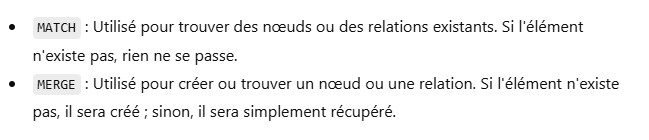 • MATCH : Utilisé pour trouver des nœuds ou des relations existants. Si l'élément
n'existe pas, rien ne se passe.
• MERGE : Utilisé pour créer ou trouver un nœud ou une relation. Si l'élément n'existe
pas, il sera créé ; sinon, il sera simplement récupéré.